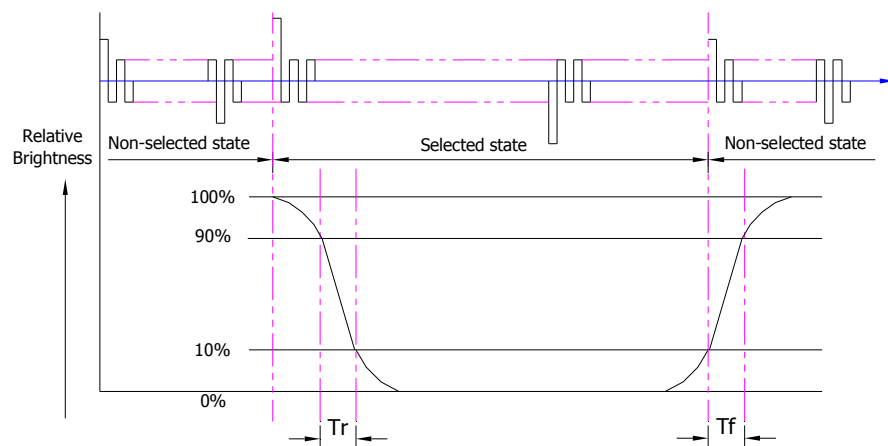 Relative
Brightness
Non-selected state
Selected state
Non-selected state
100%
90%
10%
0%
Tr
Tf